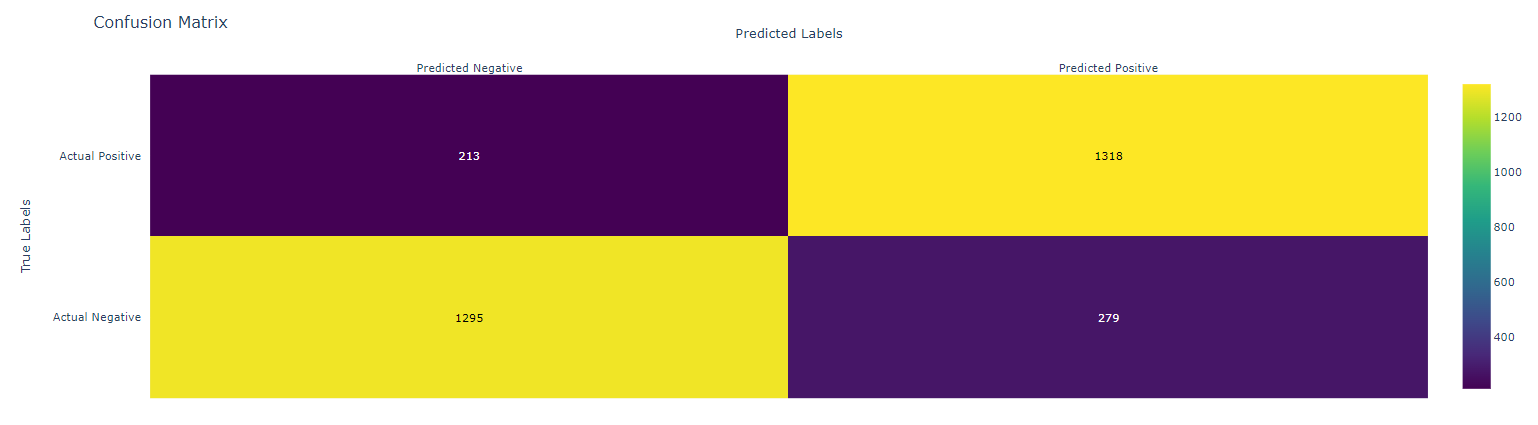 Confusion Matrix
Predicted Labels
Predicted Negative
Predicted Positive
Actual Positive
213
1318
Actual Negative
1295
279
True Labels
1200
1000
800
600
400